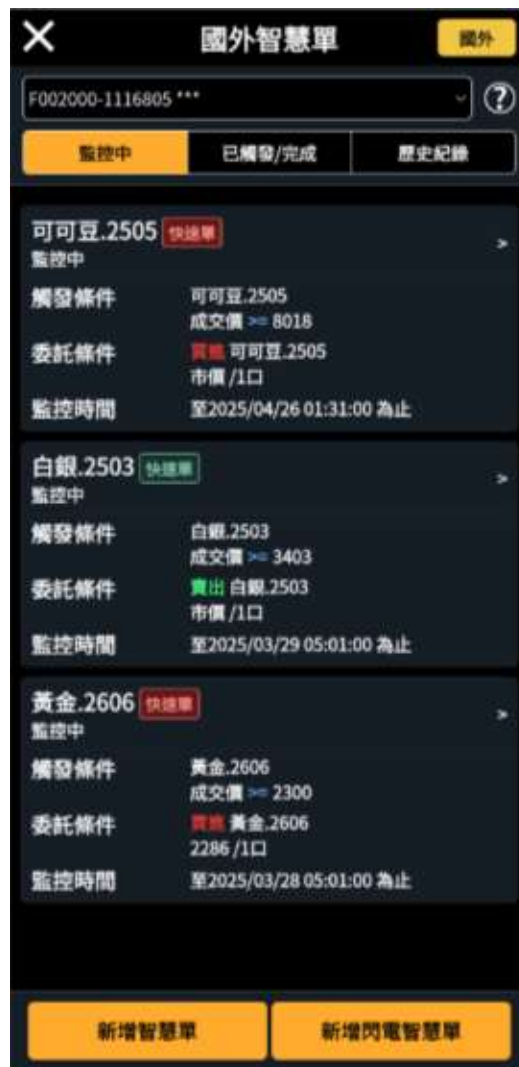 國外智慧單
國外
F002000-1116805 ***
?
監控中 已觸發/完成 歷史紀錄
可可豆.2505 快速單 >
監控中
觸發條件 可可豆.2505
成交價 >= 8018
委託條件 買進 可可豆.2505
市價 /1口
監控時間 至2025/04/26 01:31:00 為止
白銀.2503 快速單 >
監控中
觸發條件 白銀.2503
成交價 >= 3403
委託條件 賣出 白銀.2503
市價 /1口
監控時間 至2025/03/29 05:01:00 為止
黃金.2606 快速單 >
監控中
觸發條件 黃金.2606
成交價 >= 2300
委託條件 買進 黃金.2606
2286 /1口
監控時間 至2025/03/28 05:01:00 為止
新增智慧單 新增閃電智慧單